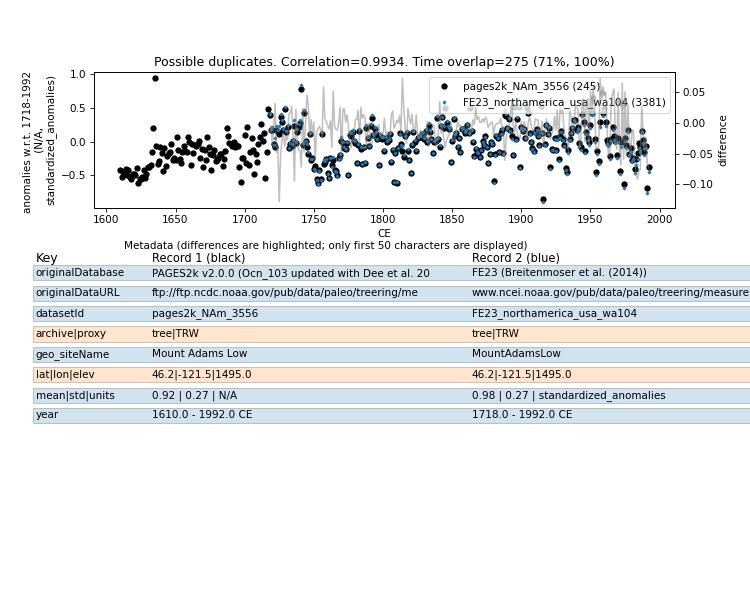 Possible duplicates. Correlation=0.9934. Time overlap=275 (71%, 100%)
anomalies w.r.t. 1718-1992
(N/A,
standardized_anomalies)
1.0
0.5
0.0
−0.5
pages2k_NAm_3556 (245)
FE23_northamerica_usa_wa104 (3381)
0.05
0.00
−0.05
−0.10
difference
1600 1650 1700 1750 1800 1850 1900 1950 2000
CE
Metadata (differences are highlighted; only first 50 characters are displayed)
Key Record 1 (black) Record 2 (blue)
originalDatabase PAGES2k v2.0.0 (Ocn_103 updated with Dee et al. 20 FE23 (Breitenmoser et al. (2014))
originalDataURL ftp://ftp.ncdc.noaa.gov/pub/data/paleo/treering/me www.ncei.noaa.gov/pub/data/paleo/treering/measure
datasetId pages2k_NAm_3556 FE23_northamerica_usa_wa104
archive|proxy tree|TRW tree|TRW
geo_siteName Mount Adams Low MountAdamsLow
lat|lon|elev 46.2|-121.5|1495.0 46.2|-121.5|1495.0
mean|std|units 0.92 | 0.27 | N/A 0.98 | 0.27 | standardized_anomalies
year 1610.0 - 1992.0 CE 1718.0 - 1992.0 CE